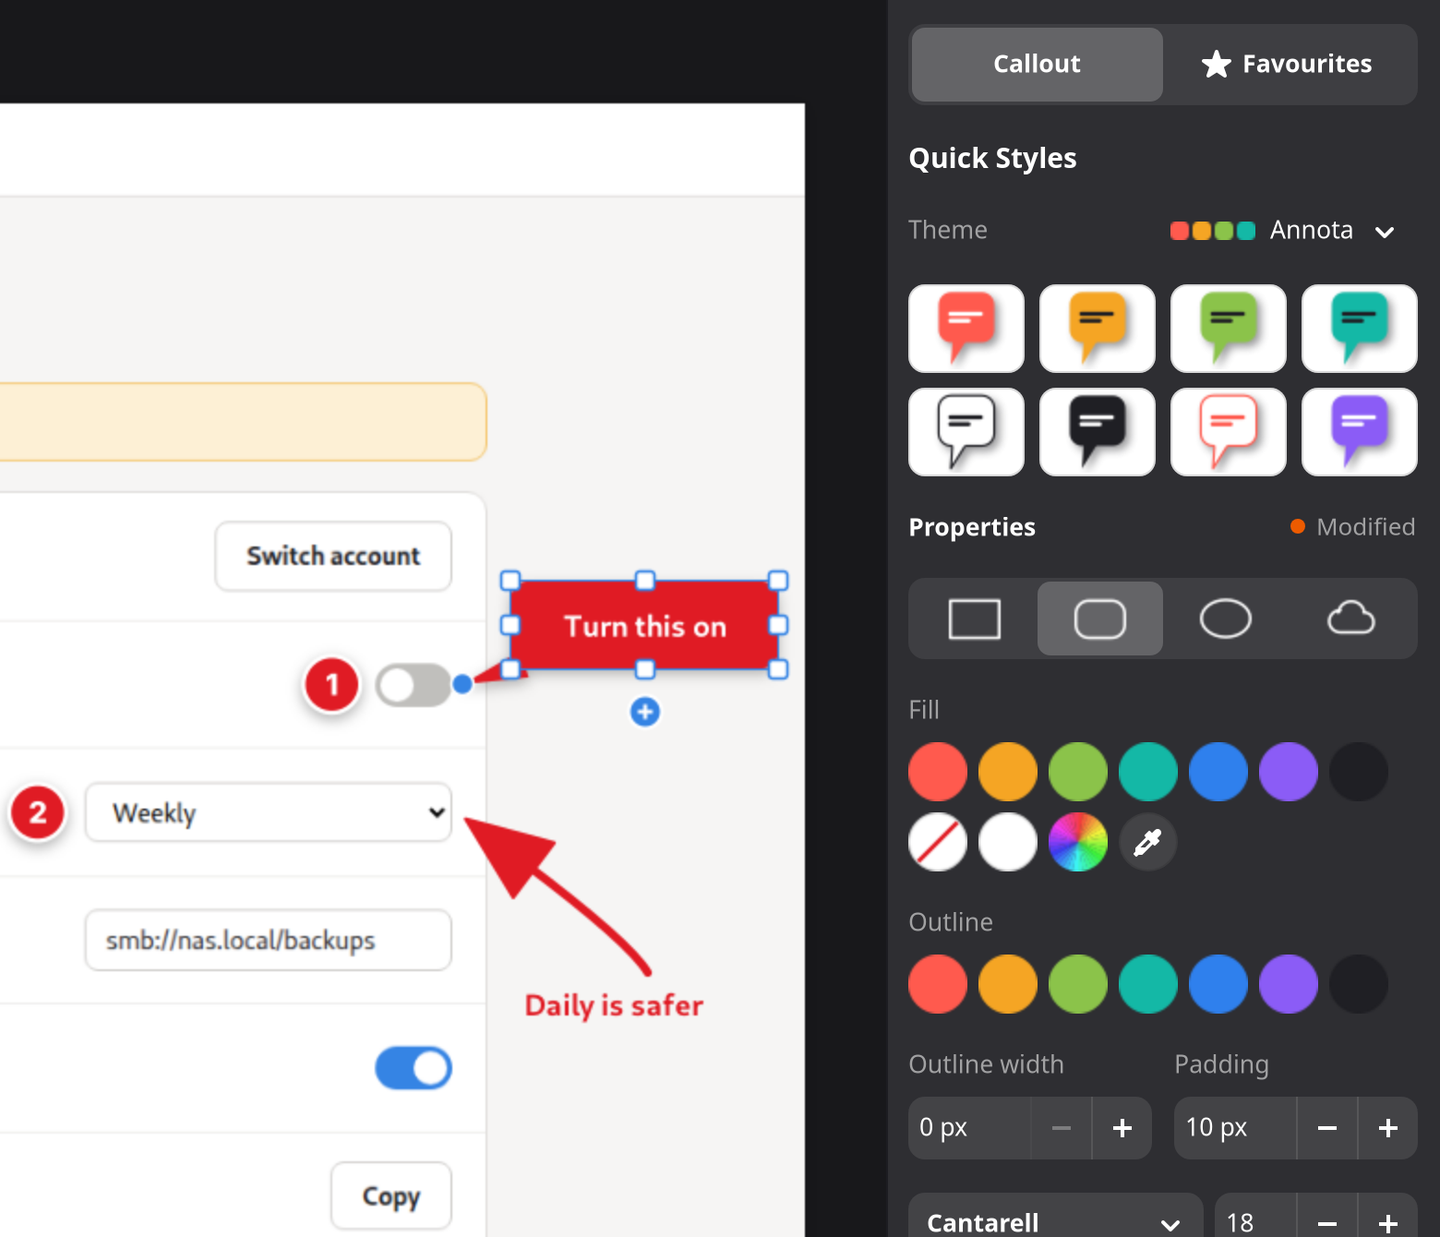 Callout
Favourites
Quick Styles
Theme
Annota
Properties
Modified
Switch account
Turn this on
1
2
Weekly
smb://nas.local/backups
Daily is safer
Copy
Fill
Outline
Outline width
Padding
0 px
10 px
Cantarell
18